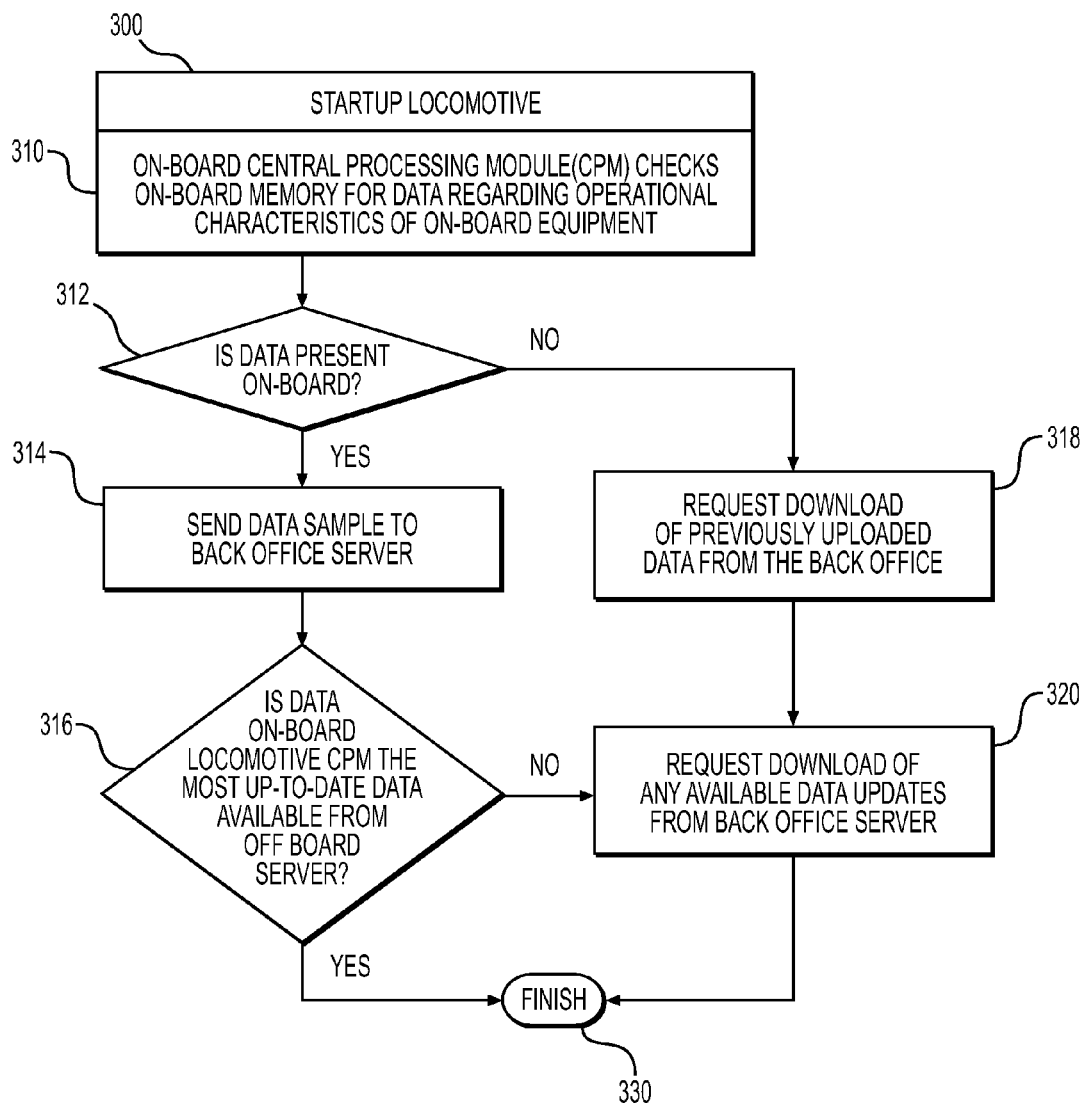 300
STARTUP LOCOMOTIVE
310
ON-BOARD CENTRAL PROCESSING MODULE(CPM) CHECKS
ON-BOARD MEMORY FOR DATA REGARDING OPERATIONAL
CHARACTERISTICS OF ON-BOARD EQUIPMENT
312
IS DATA PRESENT
ON-BOARD?
NO
YES
314
SEND DATA SAMPLE TO
BACK OFFICE SERVER
318
REQUEST DOWNLOAD
OF PREVIOUSLY UPLOADED
DATA FROM THE BACK OFFICE
316
IS DATA
ON-BOARD
LOCOMOTIVE CPM THE
MOST UP-TO-DATE DATA
AVAILABLE FROM
OFF BOARD
SERVER?
NO
YES
320
REQUEST DOWNLOAD OF
ANY AVAILABLE DATA UPDATES
FROM BACK OFFICE SERVER
FINISH
330